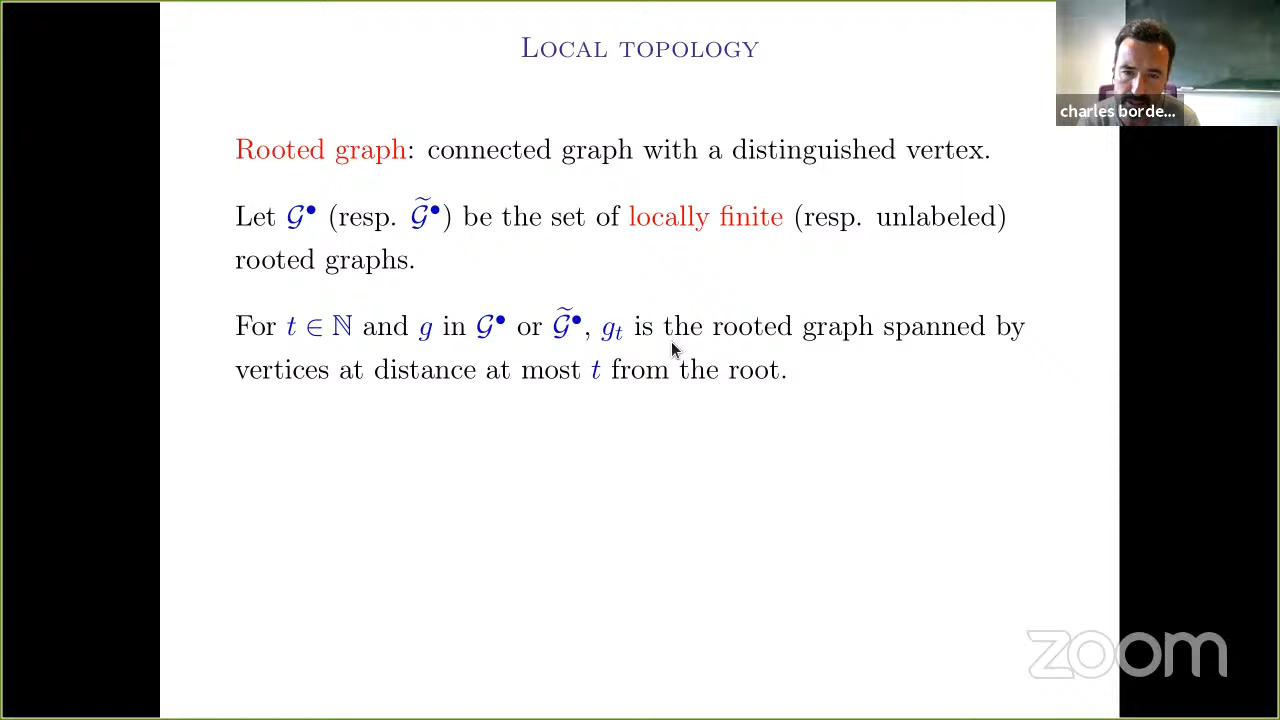 Local topology
charles borde...
Rooted graph: connected graph with a distinguished vertex.
Let 𝒢• (resp. 𝒢̃•) be the set of locally finite (resp. unlabeled)
rooted graphs.
For t ∈ ℕ and g in 𝒢• or 𝒢̃•, gₜ is the rooted graph spanned by
vertices at distance at most t from the root.
zoom